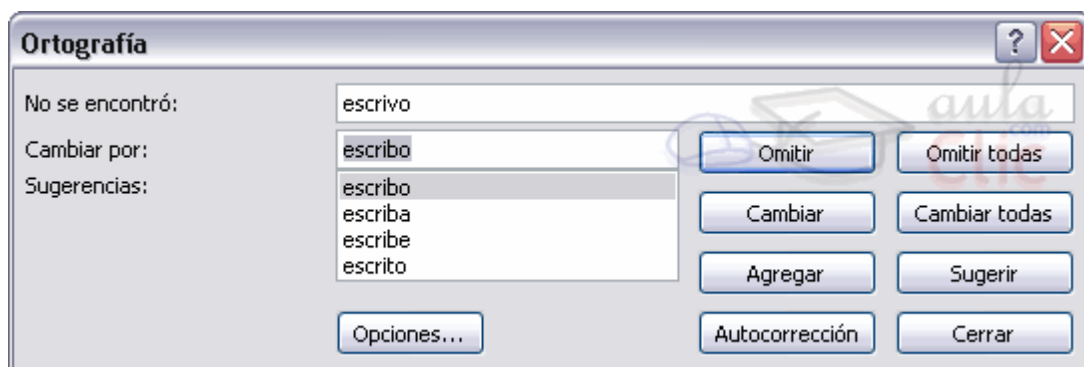 Ortografía
No se encontró: escrivo
Cambiar por: escribo
Omitir Omitir todas
Sugerencias: escribo
escriba
escribe
escrito
Cambiar Cambiar todas
Agregar Sugerir
Opciones... Autocorrección Cerrar
aula
.com
Clic